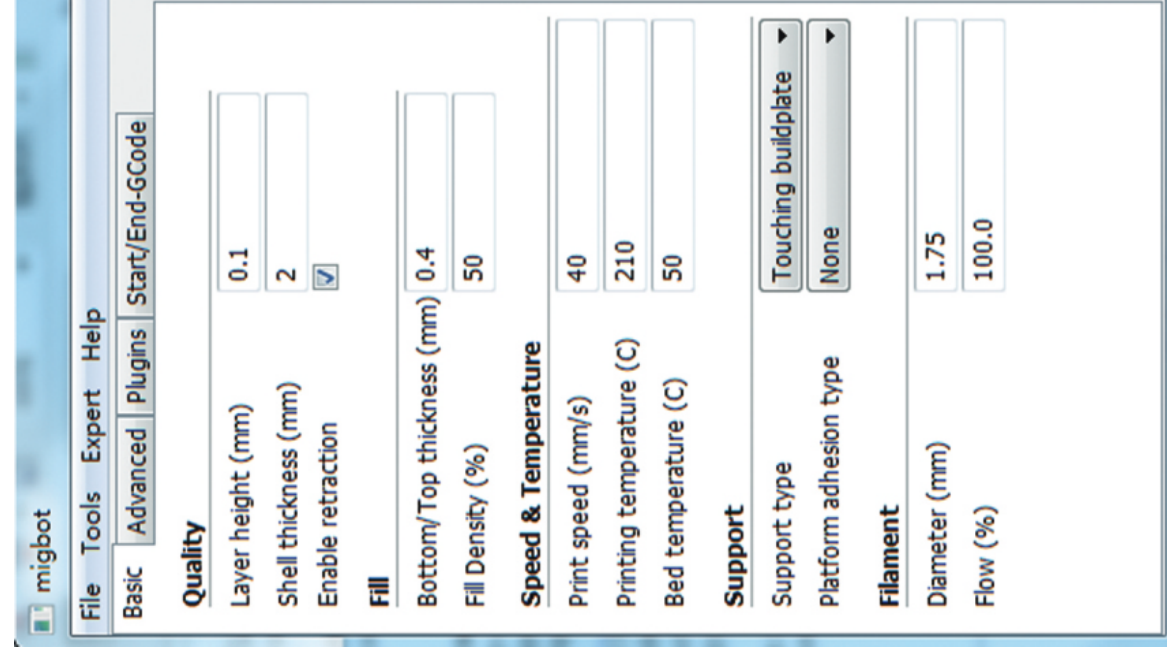 migbot
File Tools Expert Help
Basic Advanced Plugins Start/End-GCode
Quality
Layer height (mm) 0.1
Shell thickness (mm) 2
Enable retraction
Fill
Bottom/Top thickness (mm) 0.4
Fill Density (%) 50
Speed & Temperature
Print speed (mm/s) 40
Printing temperature (C) 210
Bed temperature (C) 50
Support
Support type Touching buildplate
Platform adhesion type None
Filament
Diameter (mm) 1.75
Flow (%) 100.0